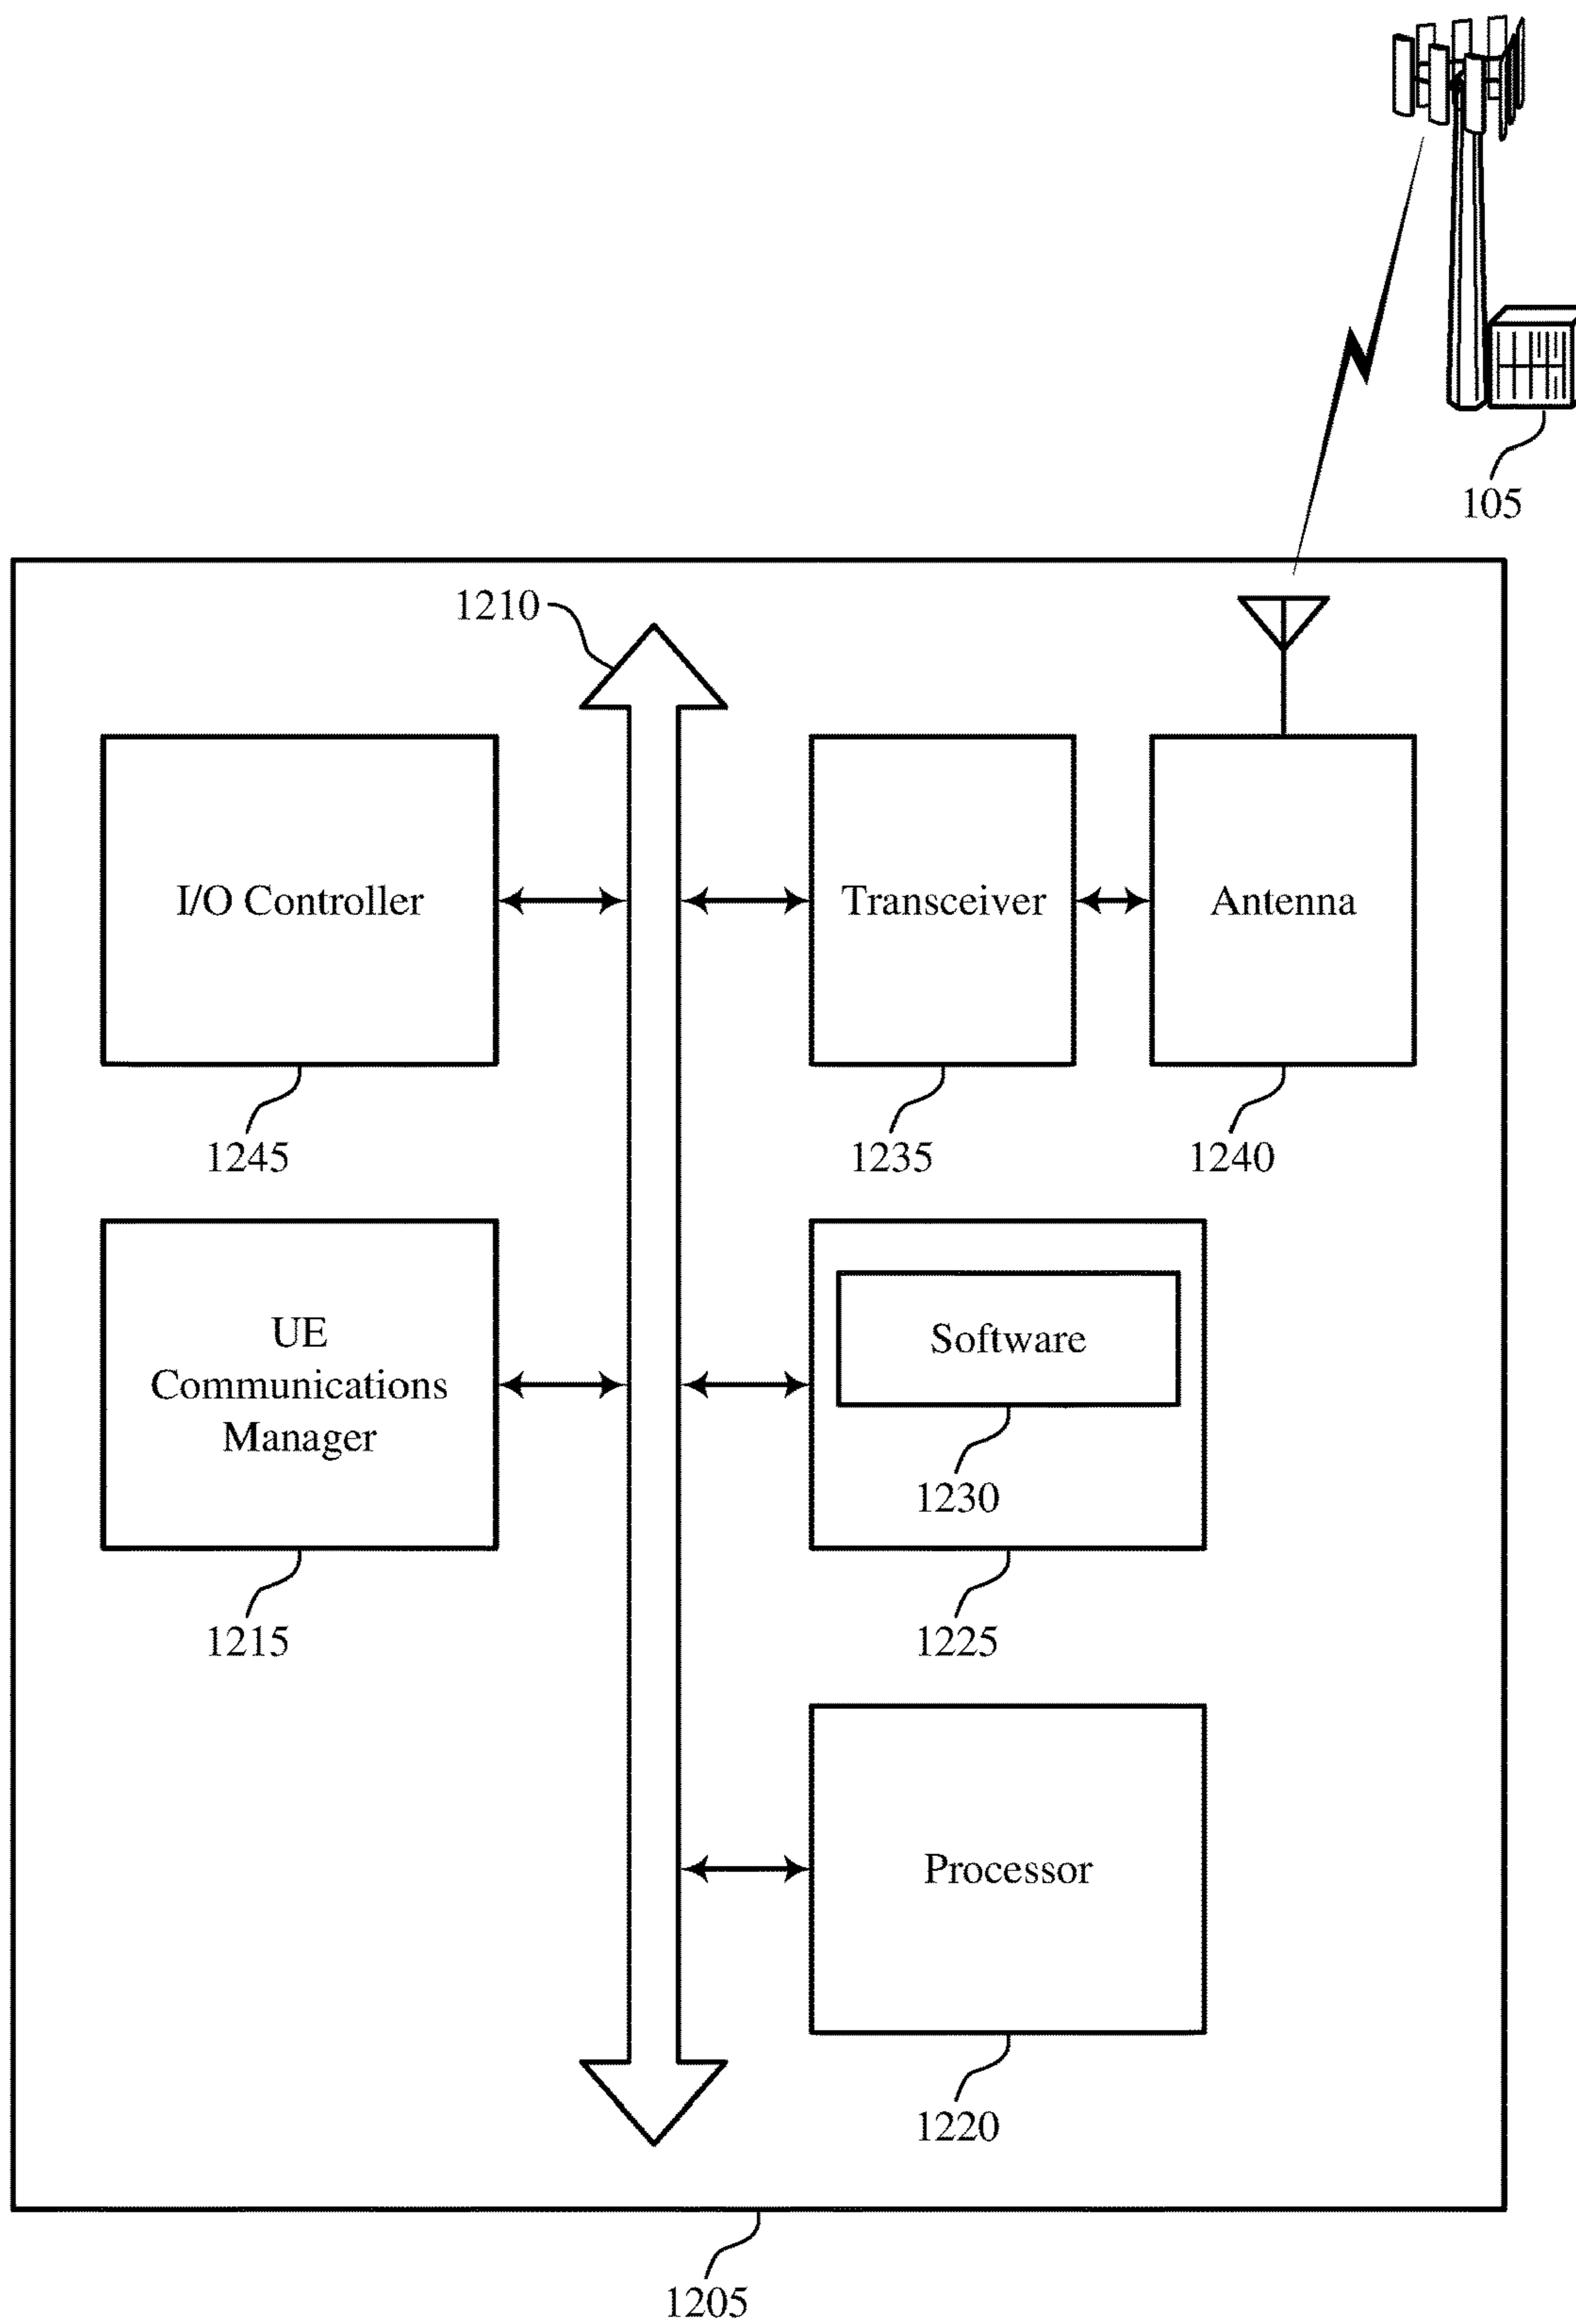 105
1210
I/O Controller
Transceiver
Antenna
1245
1235
1240
UE
Communications
Manager
Software
1230
1215
1225
Processor
1220
1205